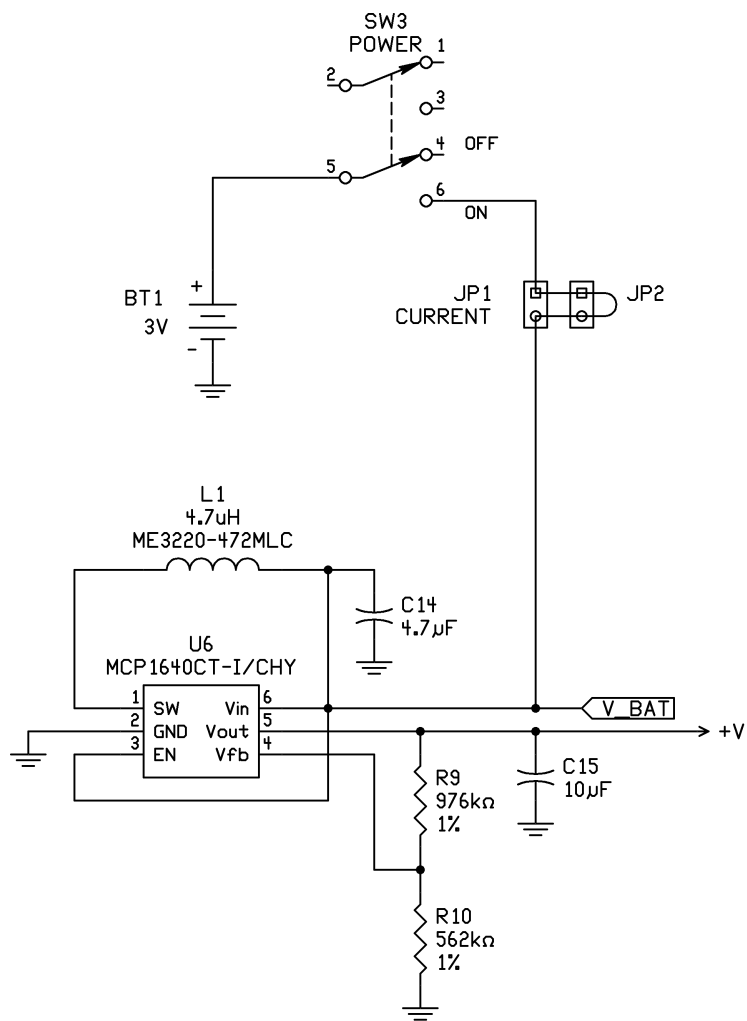 SW3
POWER
1
2
3
4
OFF
5
6
ON
+
BT1
3V
-
JP1
CURRENT
JP2
L1
4.7uH
ME3220-472MLC
C14
4.7µF
U6
MCP1640CT-I/CHY
1
SW
Vin
6
V_BAT
2
GND
Vout
5
+V
3
EN
Vfb
4
C15
10µF
R9
976kΩ
1%
R10
562kΩ
1%